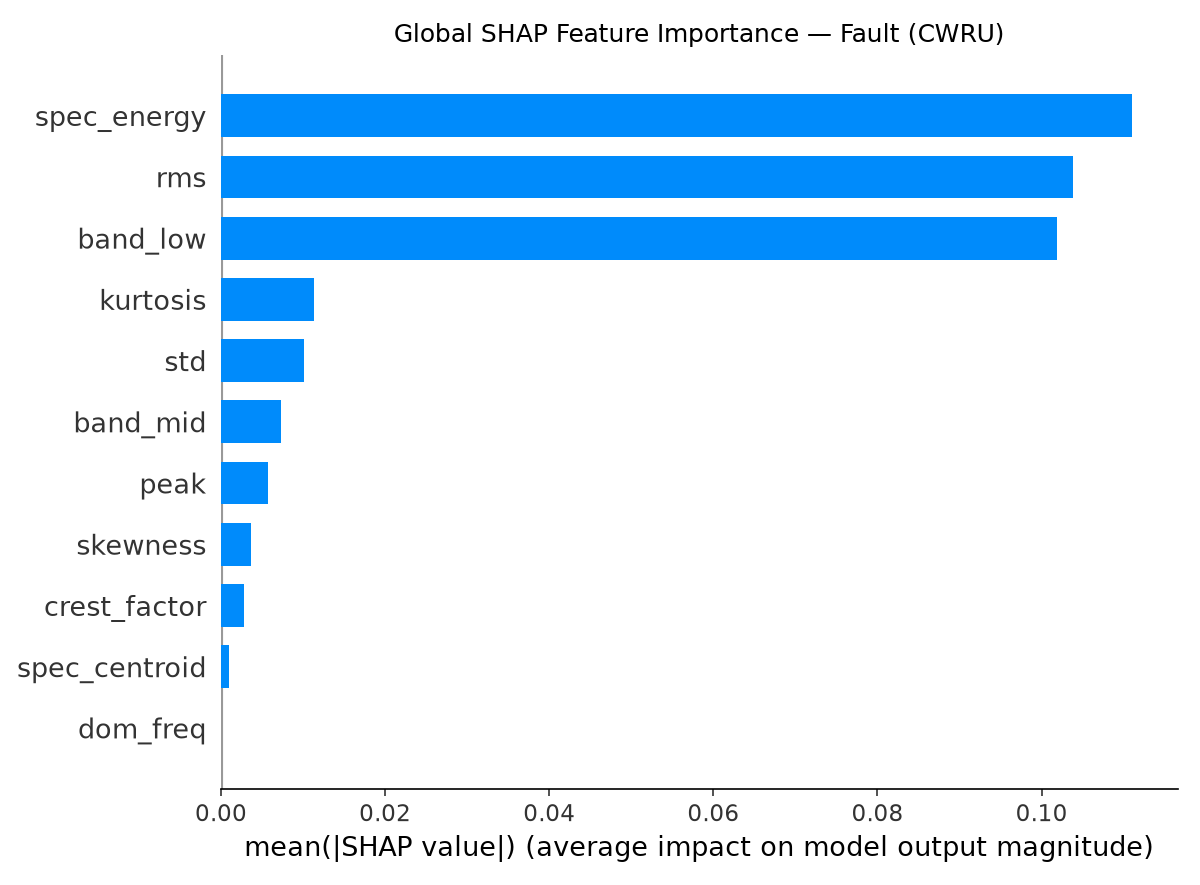 Global SHAP Feature Importance — Fault (CWRU)
spec_energy
rms
band_low
kurtosis
std
band_mid
peak
skewness
crest_factor
spec_centroid
dom_freq
0.00 0.02 0.04 0.06 0.08 0.10
mean(|SHAP value|) (average impact on model output magnitude)